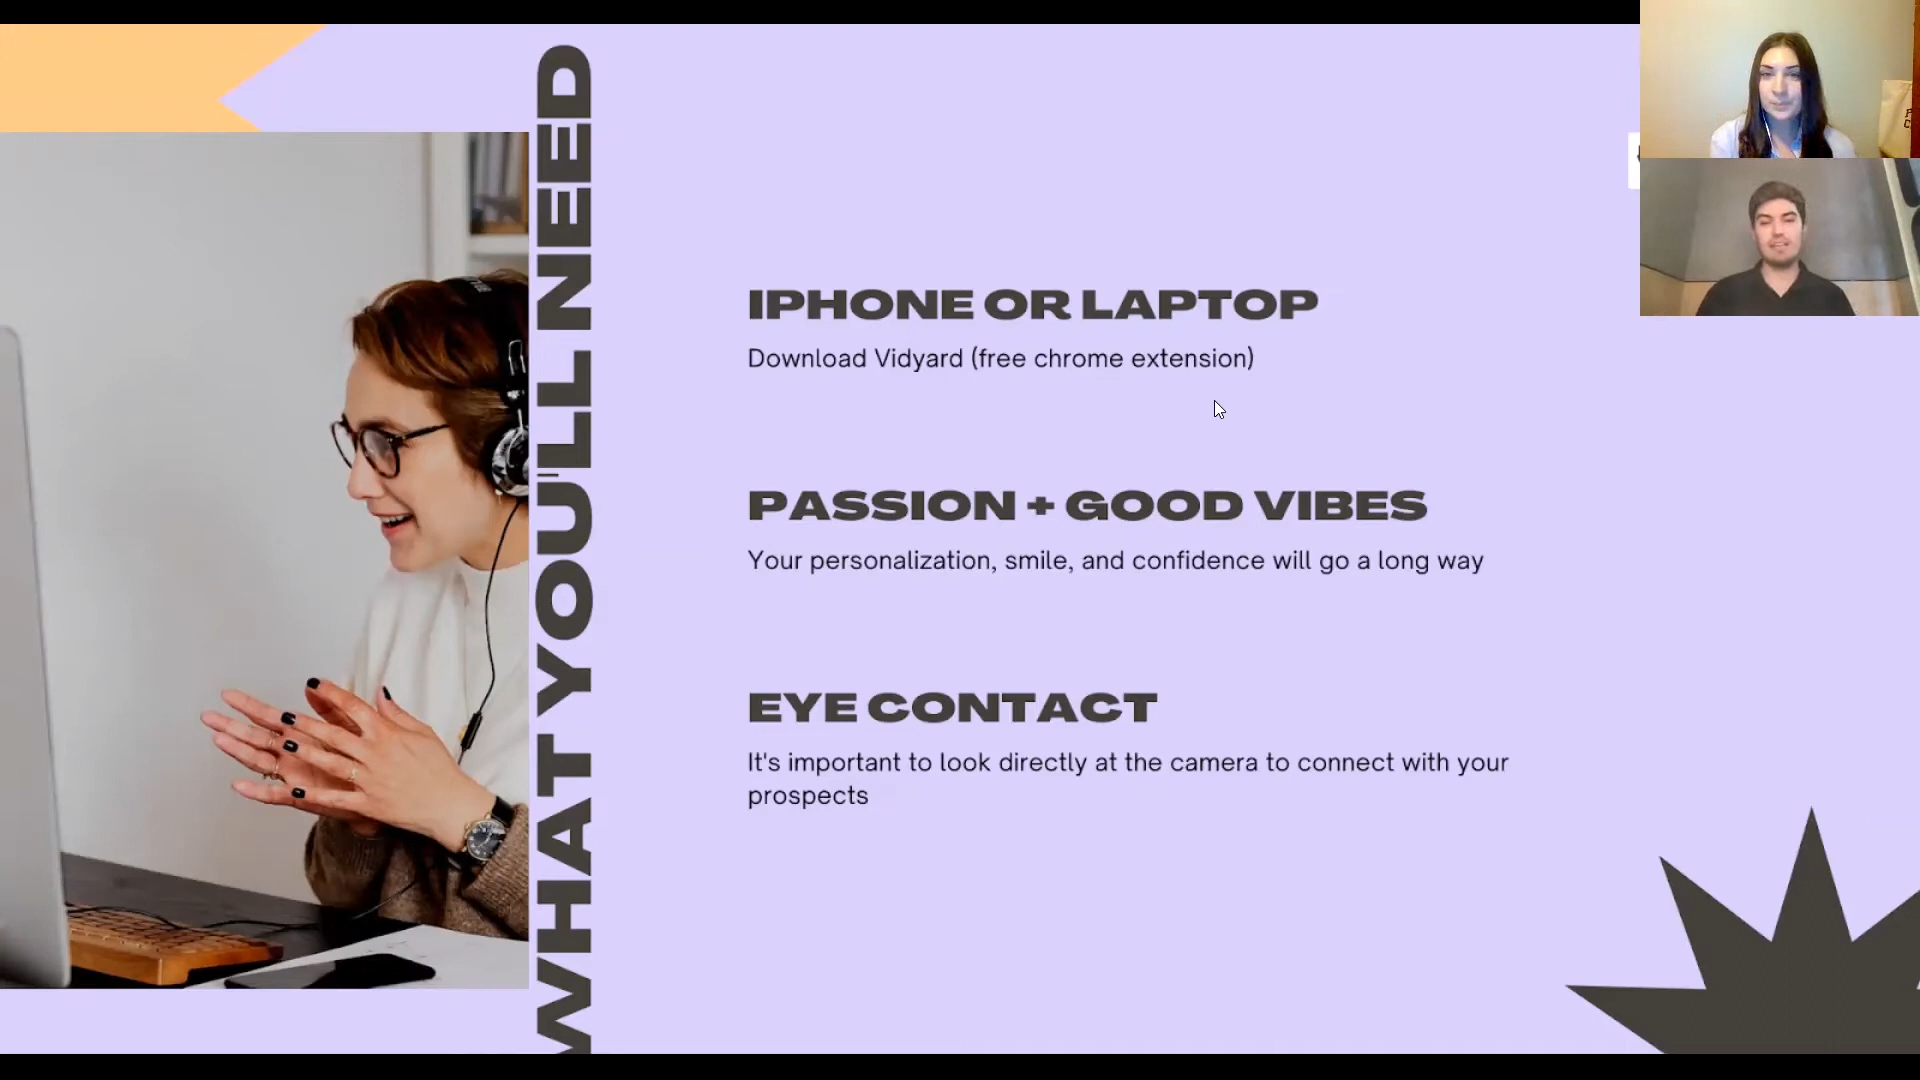 WHAT YOU'LL NEED
IPHONE OR LAPTOP
Download Vidyard (free chrome extension)
PASSION + GOOD VIBES
Your personalization, smile, and confidence will go a long way
EYE CONTACT
It's important to look directly at the camera to connect with your
prospects